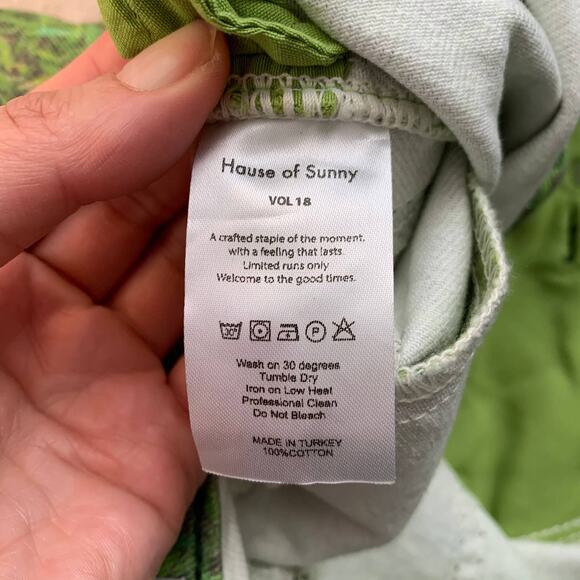 Hause of Sunny
VOL 18
A crafted staple of the moment.
with a feeling that lasts.
Limited runs only
Welcome to the good times.
30°
P
Wash on 30 degrees
Tumble Dry
Iron on Low Heat
Professional Clean
Do Not Bleach
MADE IN TURKEY
100%COTTON